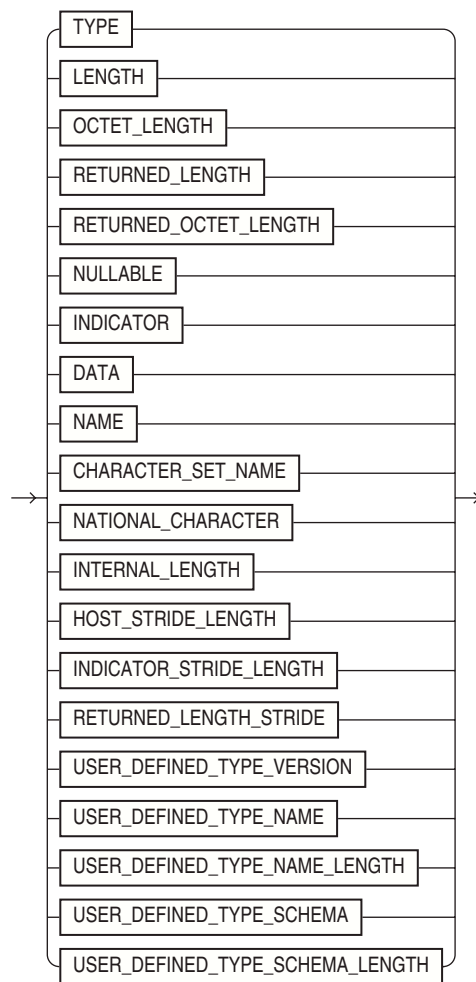 TYPE
LENGTH
OCTET_LENGTH
RETURNED_LENGTH
RETURNED_OCTET_LENGTH
NULLABLE
INDICATOR
DATA
NAME
CHARACTER_SET_NAME
NATIONAL_CHARACTER
INTERNAL_LENGTH
HOST_STRIDE_LENGTH
INDICATOR_STRIDE_LENGTH
RETURNED_LENGTH_STRIDE
USER_DEFINED_TYPE_VERSION
USER_DEFINED_TYPE_NAME
USER_DEFINED_TYPE_NAME_LENGTH
USER_DEFINED_TYPE_SCHEMA
USER_DEFINED_TYPE_SCHEMA_LENGTH